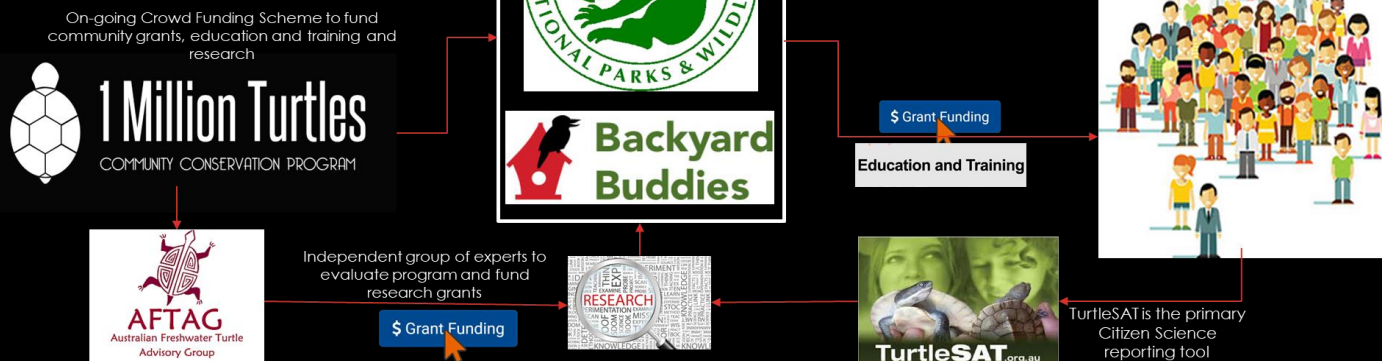 On-going Crowd Funding Scheme to fund
community grants, education and training and
research
1 Million Turtles
COMMUNITY CONSERVATION PROGRAM
PARKS & WILD
Backyard
Buddies
$ Grant Funding
Education and Training
AFTAG
Australian Freshwater Turtle
Advisory Group
Independent group of experts to
evaluate program and fund
research grants
$ Grant Funding
RESEARCH
TurtleSAT.org.au
TurtleSAT is the primary
Citizen Science
reporting tool